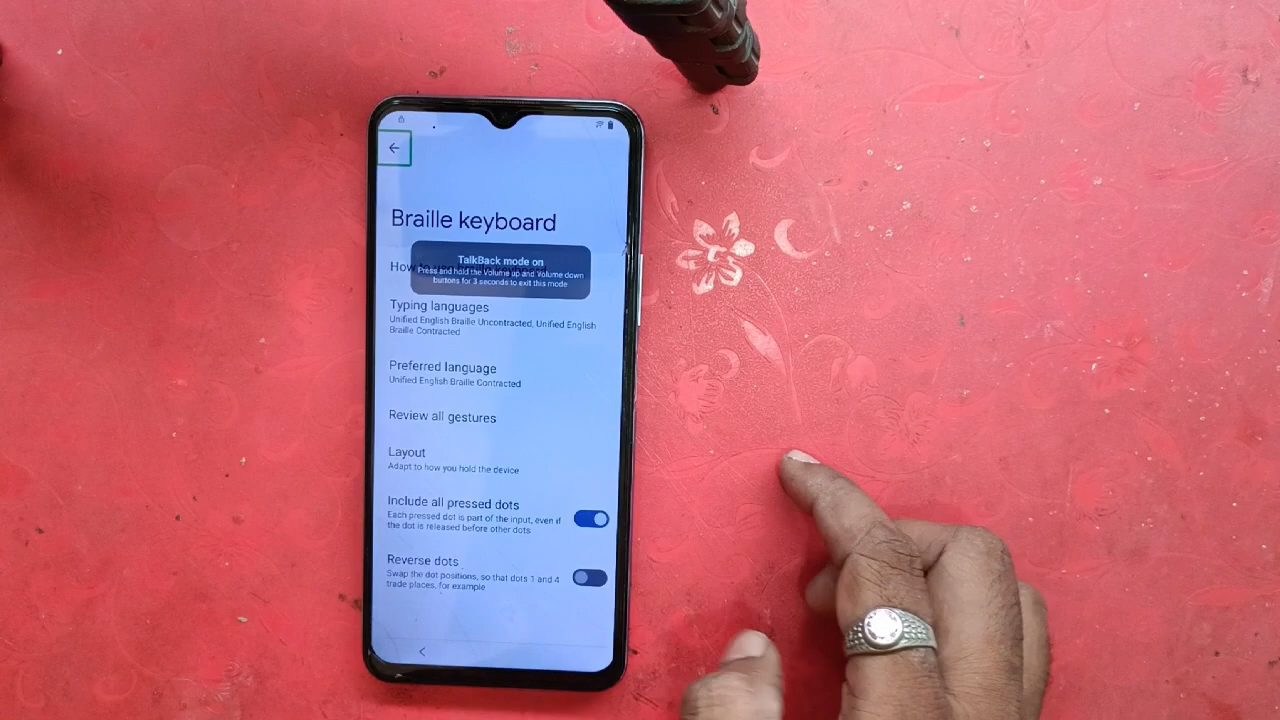 Braille keyboard
TalkBack mode on
Press and hold the Volume up and Volume down
buttons for 3 seconds to exit this mode
How
Typing languages
Unified English Braille Uncontracted, Unified English
Braille Contracted
Preferred language
Unified English Braille Contracted
Review all gestures
Layout
Adapt to how you hold the device
Include all pressed dots
Each pressed dot is part of the input, even if
the dot is released before other dots
Reverse dots
Swap the dot positions, so that dots 1 and 4
trade places, for example